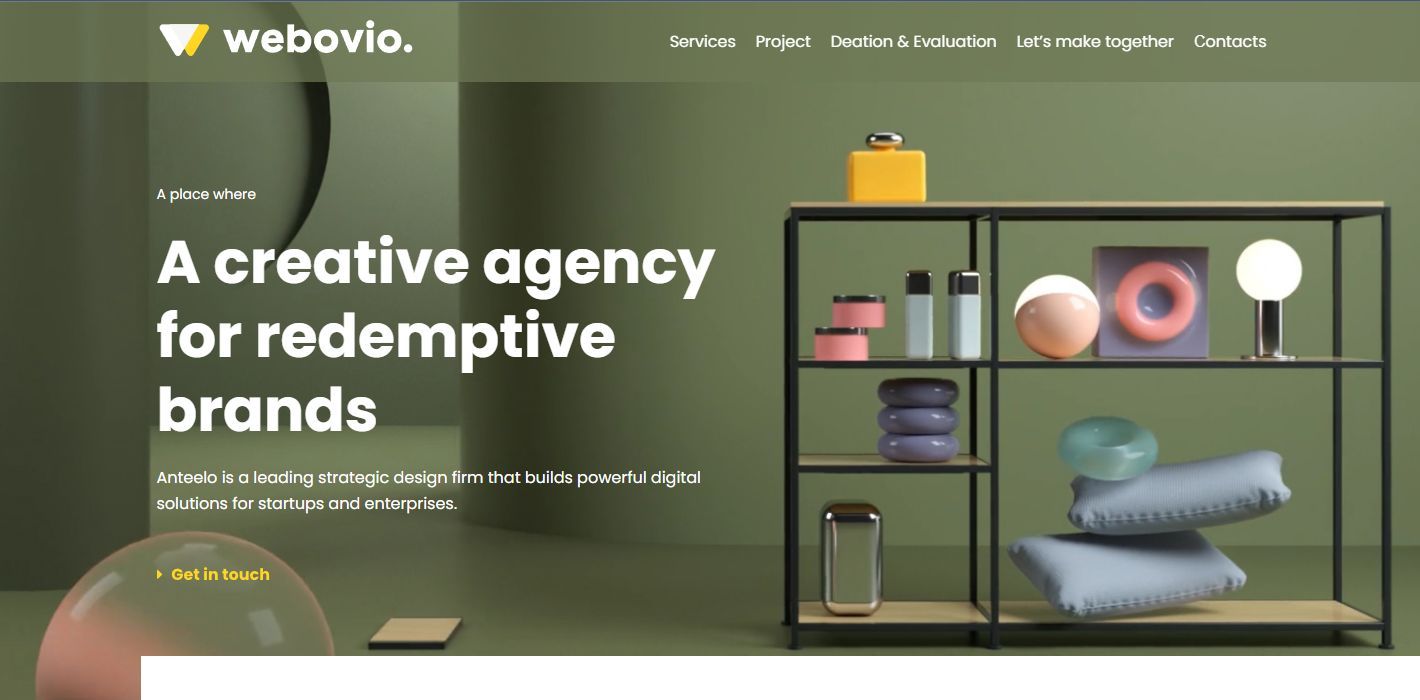 webovio.
Services Project Deation & Evaluation Let's make together Contacts
A place where
A creative agency
for redemptive
brands
Anteelo is a leading strategic design firm that builds powerful digital
solutions for startups and enterprises.
Get in touch